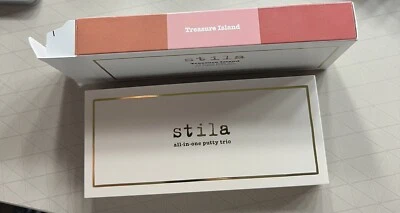 Treasure Island
stila
stila
all-in-one putty trio